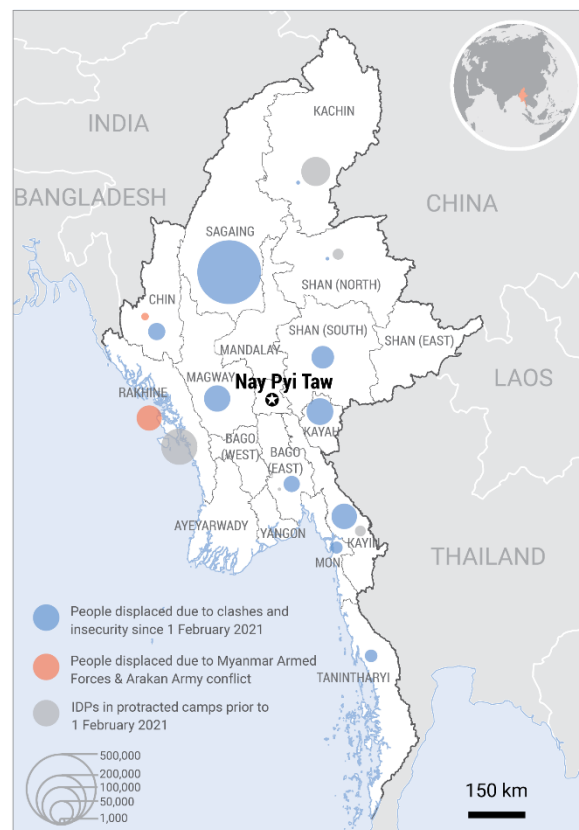 KACHIN
INDIA
BANGLADESH
CHINA
SAGAING
SHAN (NORTH)
CHIN
SHAN (SOUTH)
SHAN (EAST)
MANDALAY
LAOS
MAGWAY
Nay Pyi Taw
RAKHINE
KAYAH
BAGO
(WEST)
BAGO
(EAST)
AYEYARWADY
YANGON
KAYIN
MON
THAILAND
TANINTHARYI
People displaced due to clashes and
insecurity since 1 February 2021
People displaced due to Myanmar Armed
Forces & Arakan Army conflict
IDPs in protracted camps prior to
1 February 2021
500,000
200,000
100,000
50,000
1,000
150 km